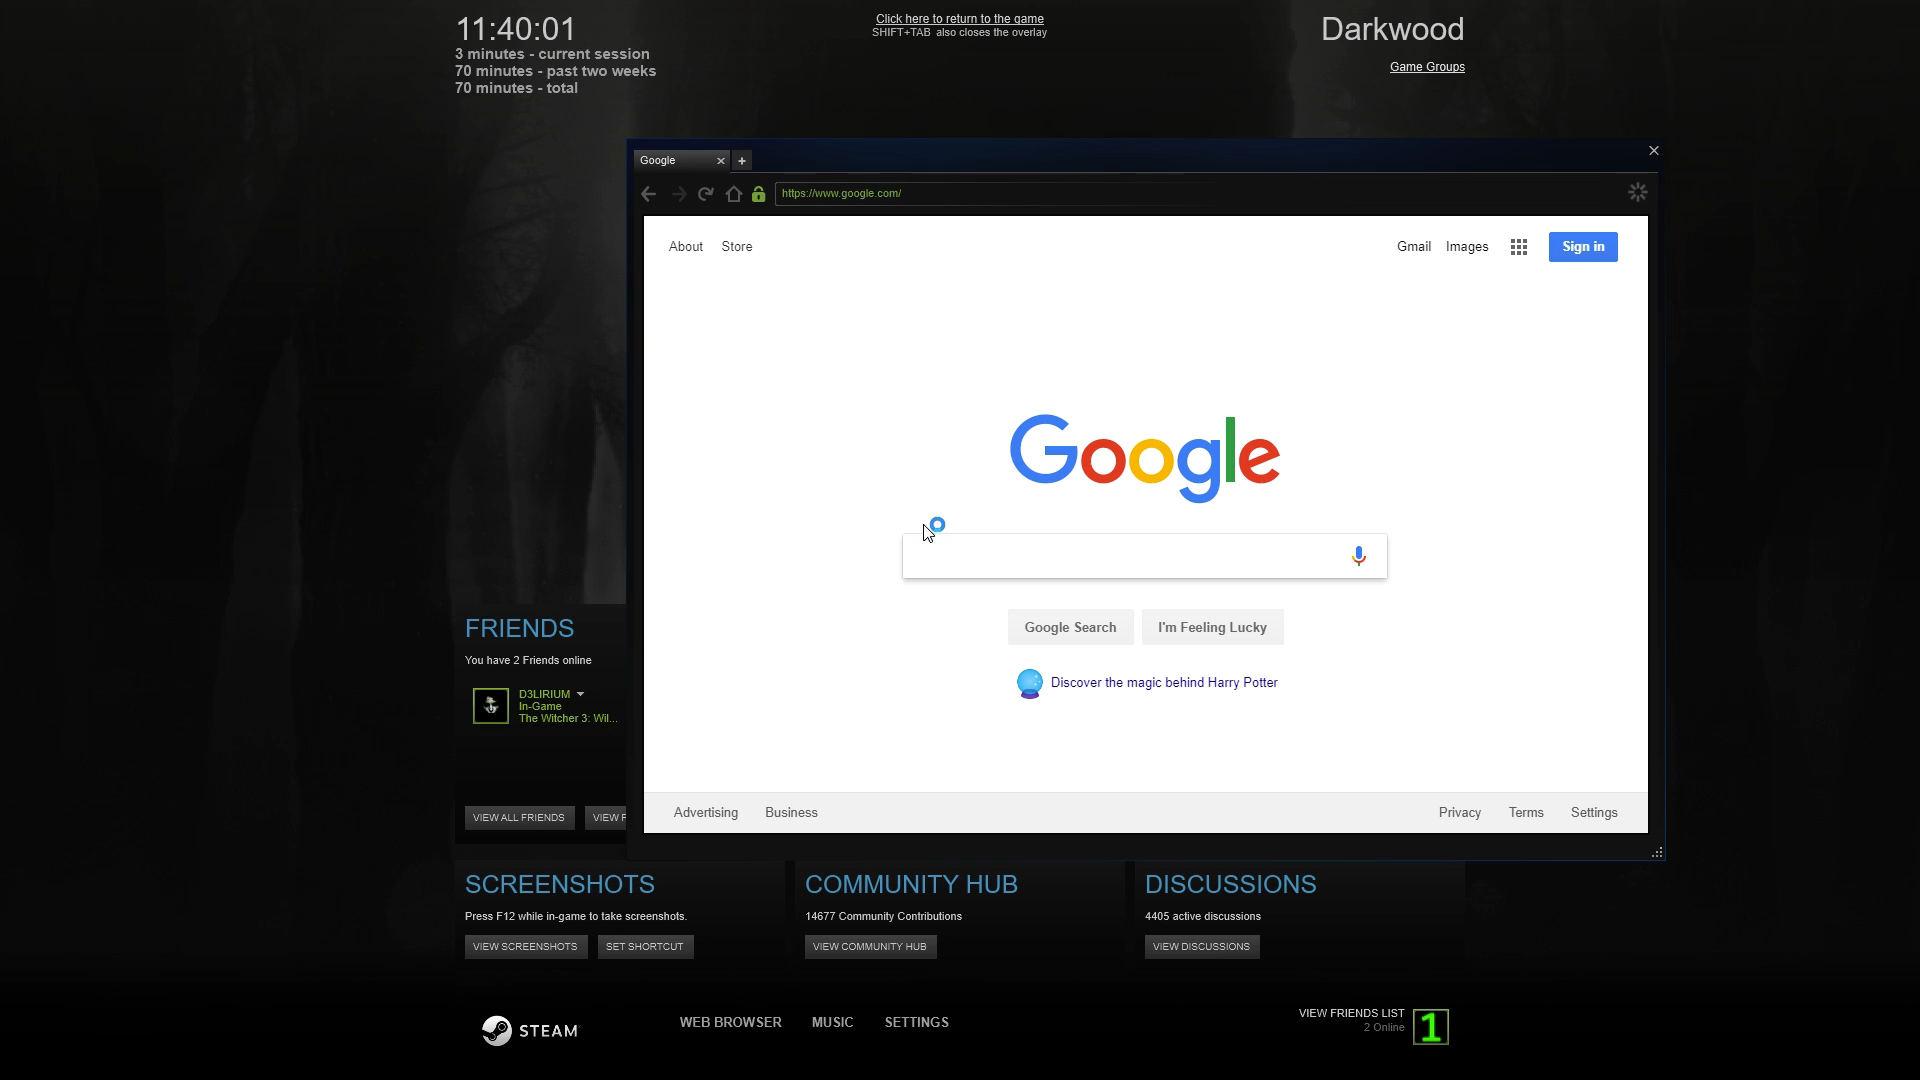 11:40:01
3 minutes - current session
70 minutes - past two weeks
70 minutes - total
Click here to return to the game
SHIFT+TAB also closes the overlay
Darkwood
Game Groups
Google
https://www.google.com/
About Store
Gmail Images Sign in
Google
Google Search I'm Feeling Lucky
Discover the magic behind Harry Potter
Advertising Business
Privacy Terms Settings
FRIENDS
You have 2 Friends online
D3LIRIUM
In-Game
The Witcher 3: Wil...
VIEW ALL FRIENDS VIEW
SCREENSHOTS
Press F12 while in-game to take screenshots.
VIEW SCREENSHOTS SET SHORTCUT
COMMUNITY HUB
14677 Community Contributions
VIEW COMMUNITY HUB
DISCUSSIONS
4405 active discussions
VIEW DISCUSSIONS
STEAM
WEB BROWSER MUSIC SETTINGS
VIEW FRIENDS LIST
2 Online
1